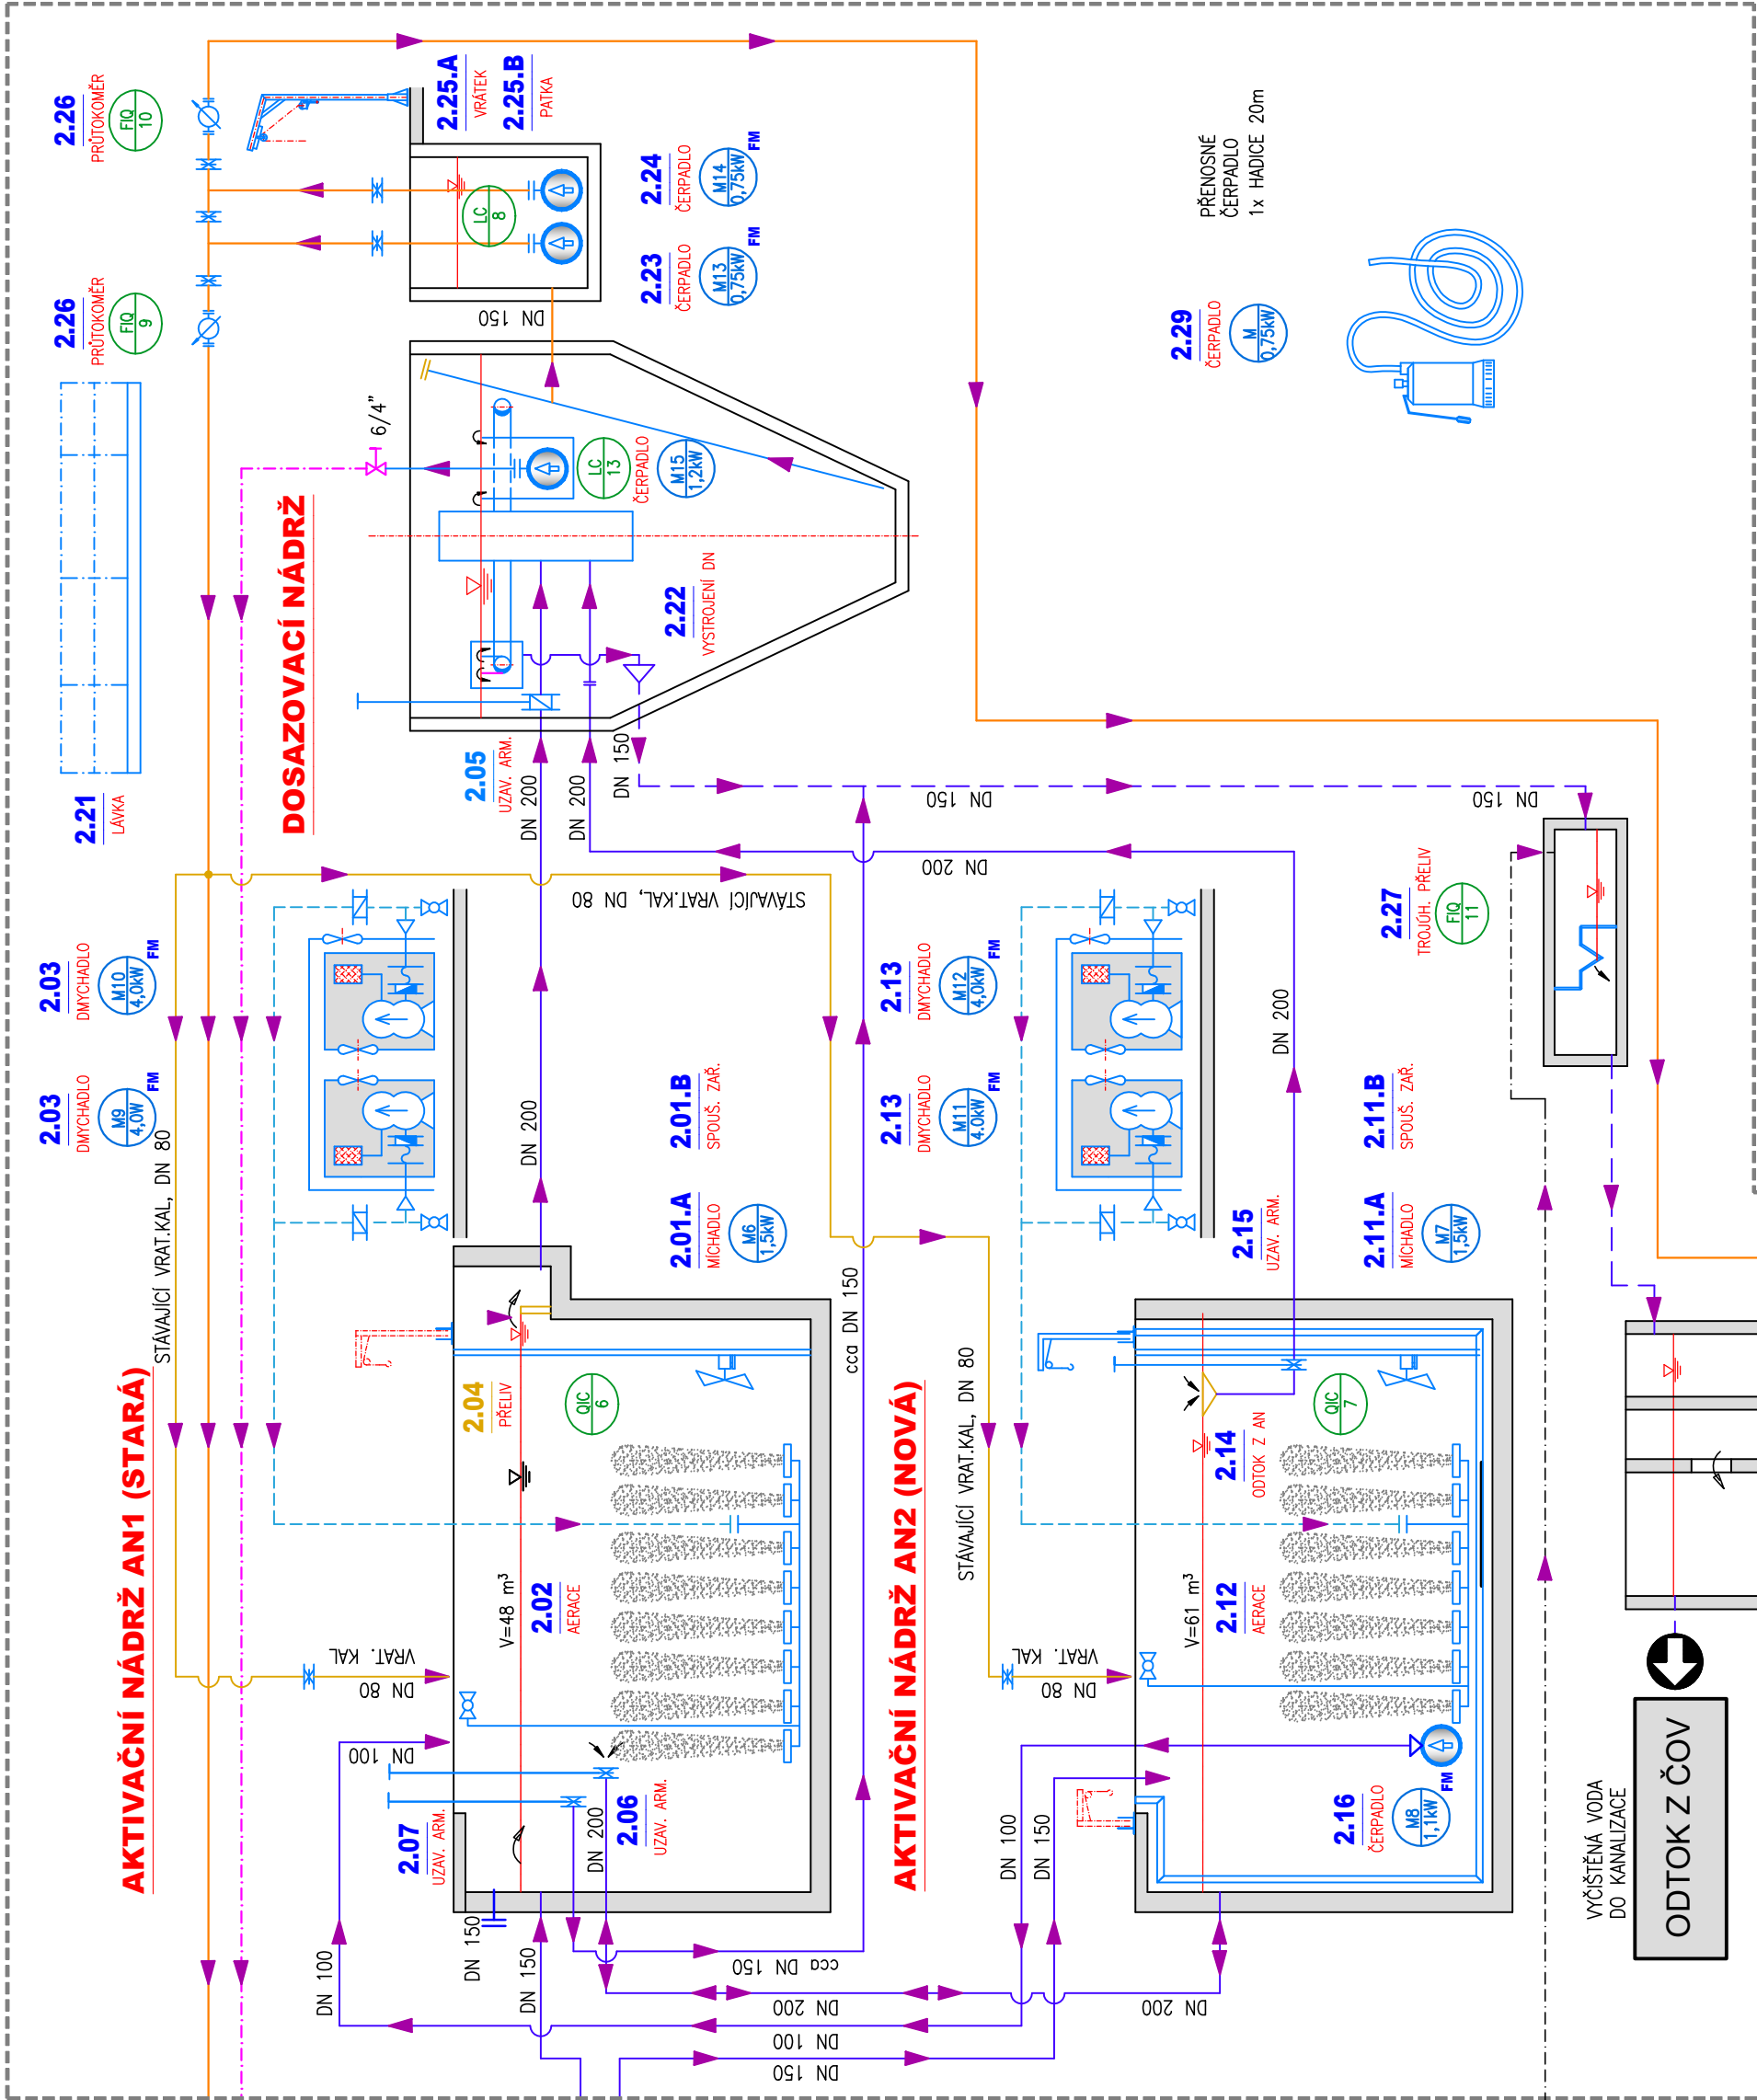 AKTIVAČNÍ NÁDRŽ AN1 (STARÁ)
STÁVAJÍCÍ VRAT.KAL, DN 80
2.03
DMYCHADLO
M9
4,0W
FM
2.03
DMYCHADLO
M10
4,0kW
FM
2.21
LÁVKA
2.26
PRŮTOKOMĚR
FIQ
9
2.26
PRŮTOKOMĚR
FIQ
10
DOSAZOVACÍ NÁDRŽ
6/4"
2.25.A
VRÁTEK
2.25.B
PATKA
LC
8
DN 150
2.23
ČERPADLO
M13
0,75kW
FM
2.24
ČERPADLO
M14
0,75kW
FM
LC
13
ČERPADLO
M15
1,2kW
2.22
VYSTROJENÍ DN
2.05
UZAV. ARM.
DN 200
DN 200
DN 150
STÁVAJÍCÍ VRAT.KAL, DN 80
DN 200
DN 150
DN 150
DN 100
DN 150
DN 150
DN 100
VRAT. KAL
DN 80
2.07
UZAV. ARM.
V=48 m³
2.02
AERACE
2.04
PŘELIV
QIC
6
DN 200
2.06
UZAV. ARM.
DN 200
2.01.A
MÍCHADLO
M6
1,5kW
2.01.B
SPOUŠ. ZAŘ.
cca DN 150
cca DN 150
DN 200
DN 100
DN 150
AKTIVAČNÍ NÁDRŽ AN2 (NOVÁ)
STÁVAJÍCÍ VRAT.KAL, DN 80
2.13
DMYCHADLO
M11
4.0kW
FM
2.13
DMYCHADLO
M12
4,0kW
FM
DN 100
DN 150
VRAT. KAL
DN 80
DN 200
V=61 m³
2.12
AERACE
2.14
ODTOK Z AN
QIC
7
2.15
UZAV. ARM.
DN 200
2.16
ČERPADLO
M8
1,1kW
FM
2.11.A
MÍCHADLO
M7
1,5kW
2.11.B
SPOUŠ. ZAŘ.
2.27
TROJÚH. PŘELIV
FIQ
11
2.29
ČERPADLO
M
0,75kW
PŘENOSNÉ
ČERPADLO
1x HADICE 20m
VYČIŠTĚNÁ VODA
DO KANALIZACE
ODTOK Z ČOV